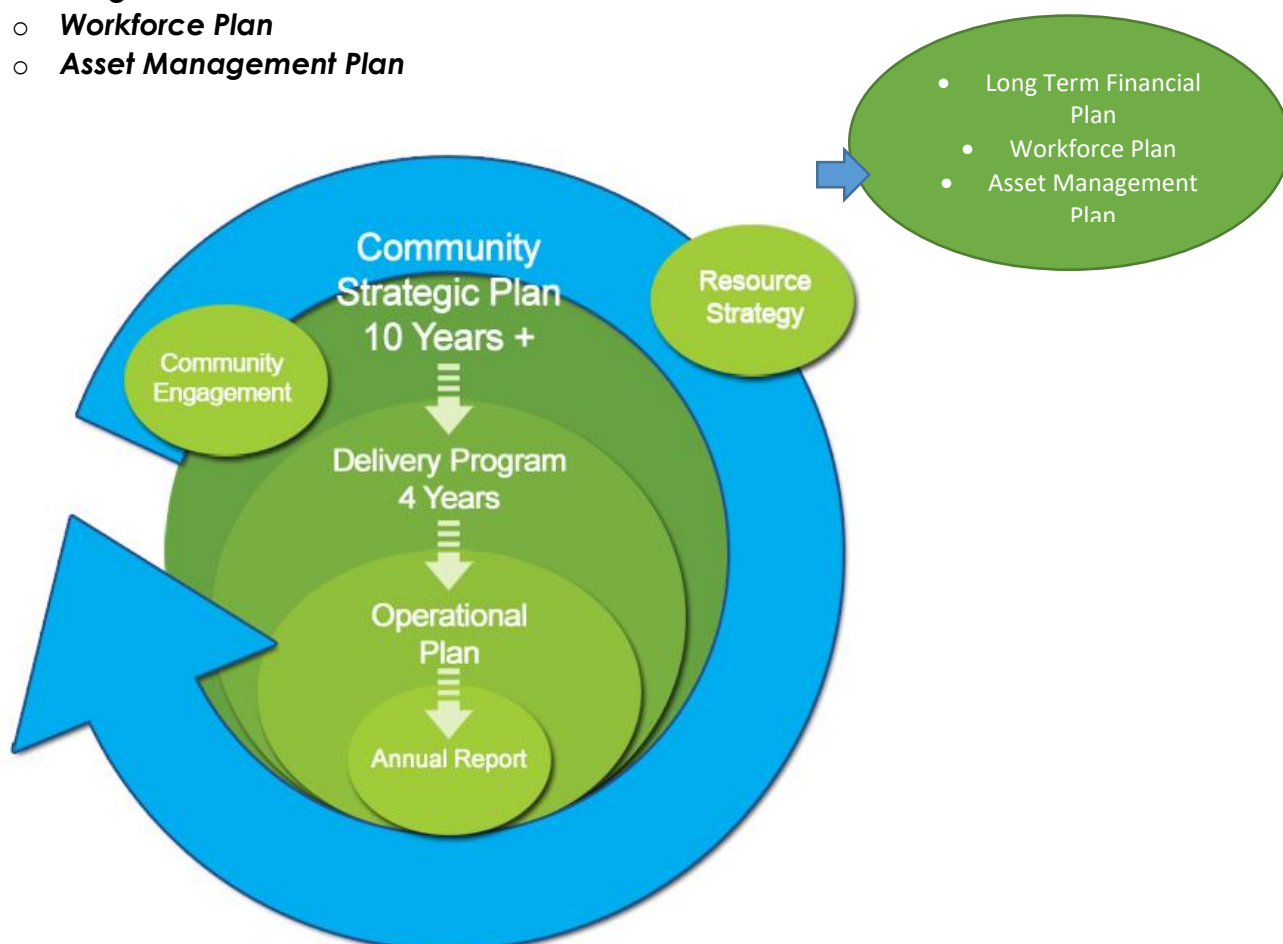 o Workforce Plan
o Asset Management Plan
• Long Term Financial
Plan
• Workforce Plan
• Asset Management
Plan
Community
Strategic Plan
10 Years +
Resource
Strategy
Community
Engagement
Delivery Program
4 Years
Operational
Plan
Annual Report